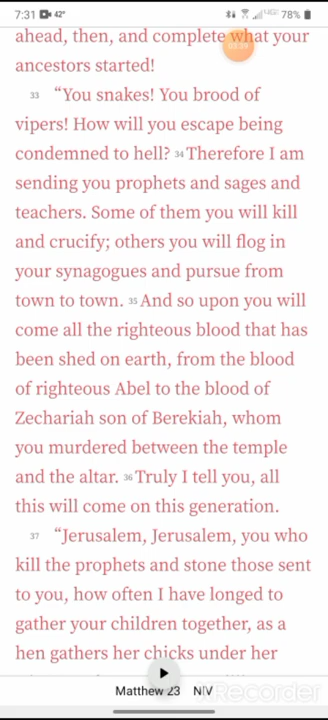 7:31 42° LTE 78%
ahead, then, and complete what your
03:39
ancestors started!
33 “You snakes! You brood of
vipers! How will you escape being
condemned to hell? 34 Therefore I am
sending you prophets and sages and
teachers. Some of them you will kill
and crucify; others you will flog in
your synagogues and pursue from
town to town. 35 And so upon you will
come all the righteous blood that has
been shed on earth, from the blood
of righteous Abel to the blood of
Zechariah son of Berekiah, whom
you murdered between the temple
and the altar. 36 Truly I tell you, all
this will come on this generation.
37 “Jerusalem, Jerusalem, you who
kill the prophets and stone those sent
to you, how often I have longed to
gather your children together, as a
hen gathers her chicks under her
Matthew 23 NIV
Recorder